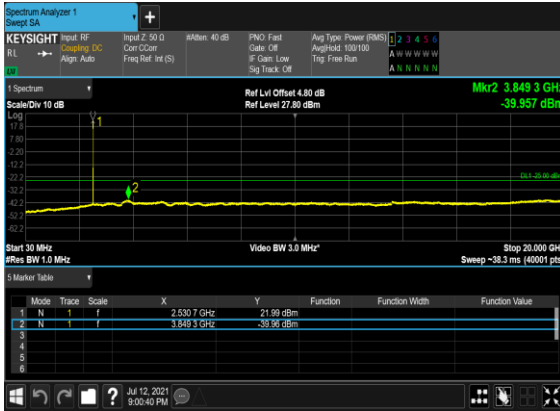 Spectrum Analyzer 1
Swept SA
+
KEYSIGHT Input: RF Input Z: 50 Ω #Atten: 40 dB PNO: Fast Avg Type: Power (RMS) 1 2 3 4 5 6
RL Coupling: DC Corr CCorr Gate: Off Avg|Hold: 100/100 A W W W W W
Align: Auto Freq Ref: Int (S) IF Gain: Low Trig: Free Run
Sig Track: Off A N N N N N
1 Spectrum Ref Lvl Offset 4.80 dB Mkr2 3.849 3 GHz
Scale/Div 10 dB Ref Level 27.80 dBm -39.957 dBm
Log
17.8
7.80
-2.20
-12.2
-22.2
-32.2
-42.2
-52.2
-62.2
1
2
DL1 -25.00 dBm
Start 30 MHz Video BW 3.0 MHz* Stop 20.000 GHz
#Res BW 1.0 MHz Sweep ~38.3 ms (40001 pts)
5 Marker Table
Mode Trace Scale X Y Function Function Width Function Value
1 N 1 f 2.530 7 GHz 21.99 dBm
2 N 1 f 3.849 3 GHz -39.96 dBm
3
4
5
6
? Jul 12, 2021
9:00:40 PM